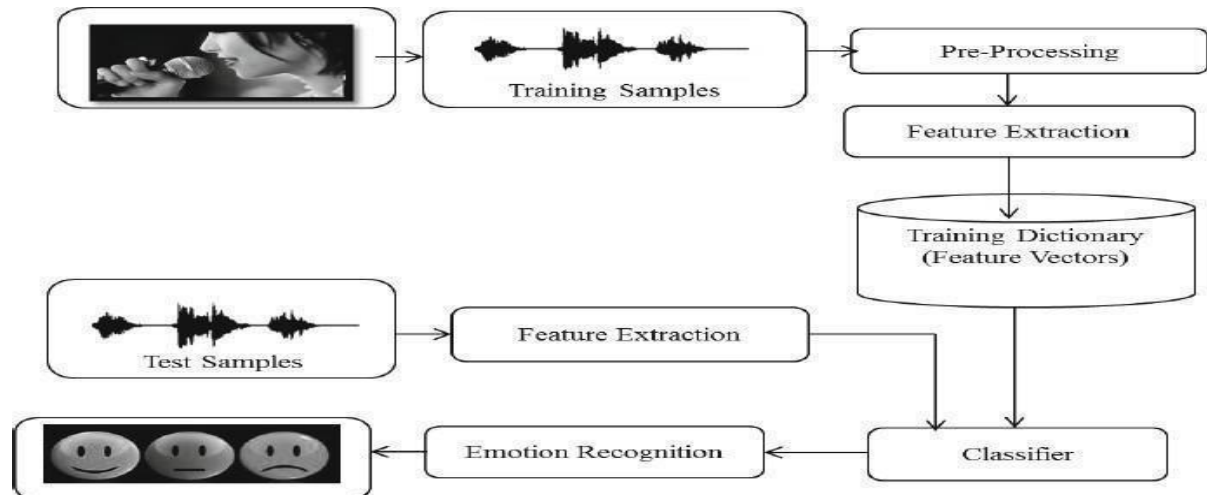 Training Samples
Pre-Processing
Feature Extraction
Training Dictionary
(Feature Vectors)
Test Samples
Feature Extraction
Emotion Recognition
Classifier